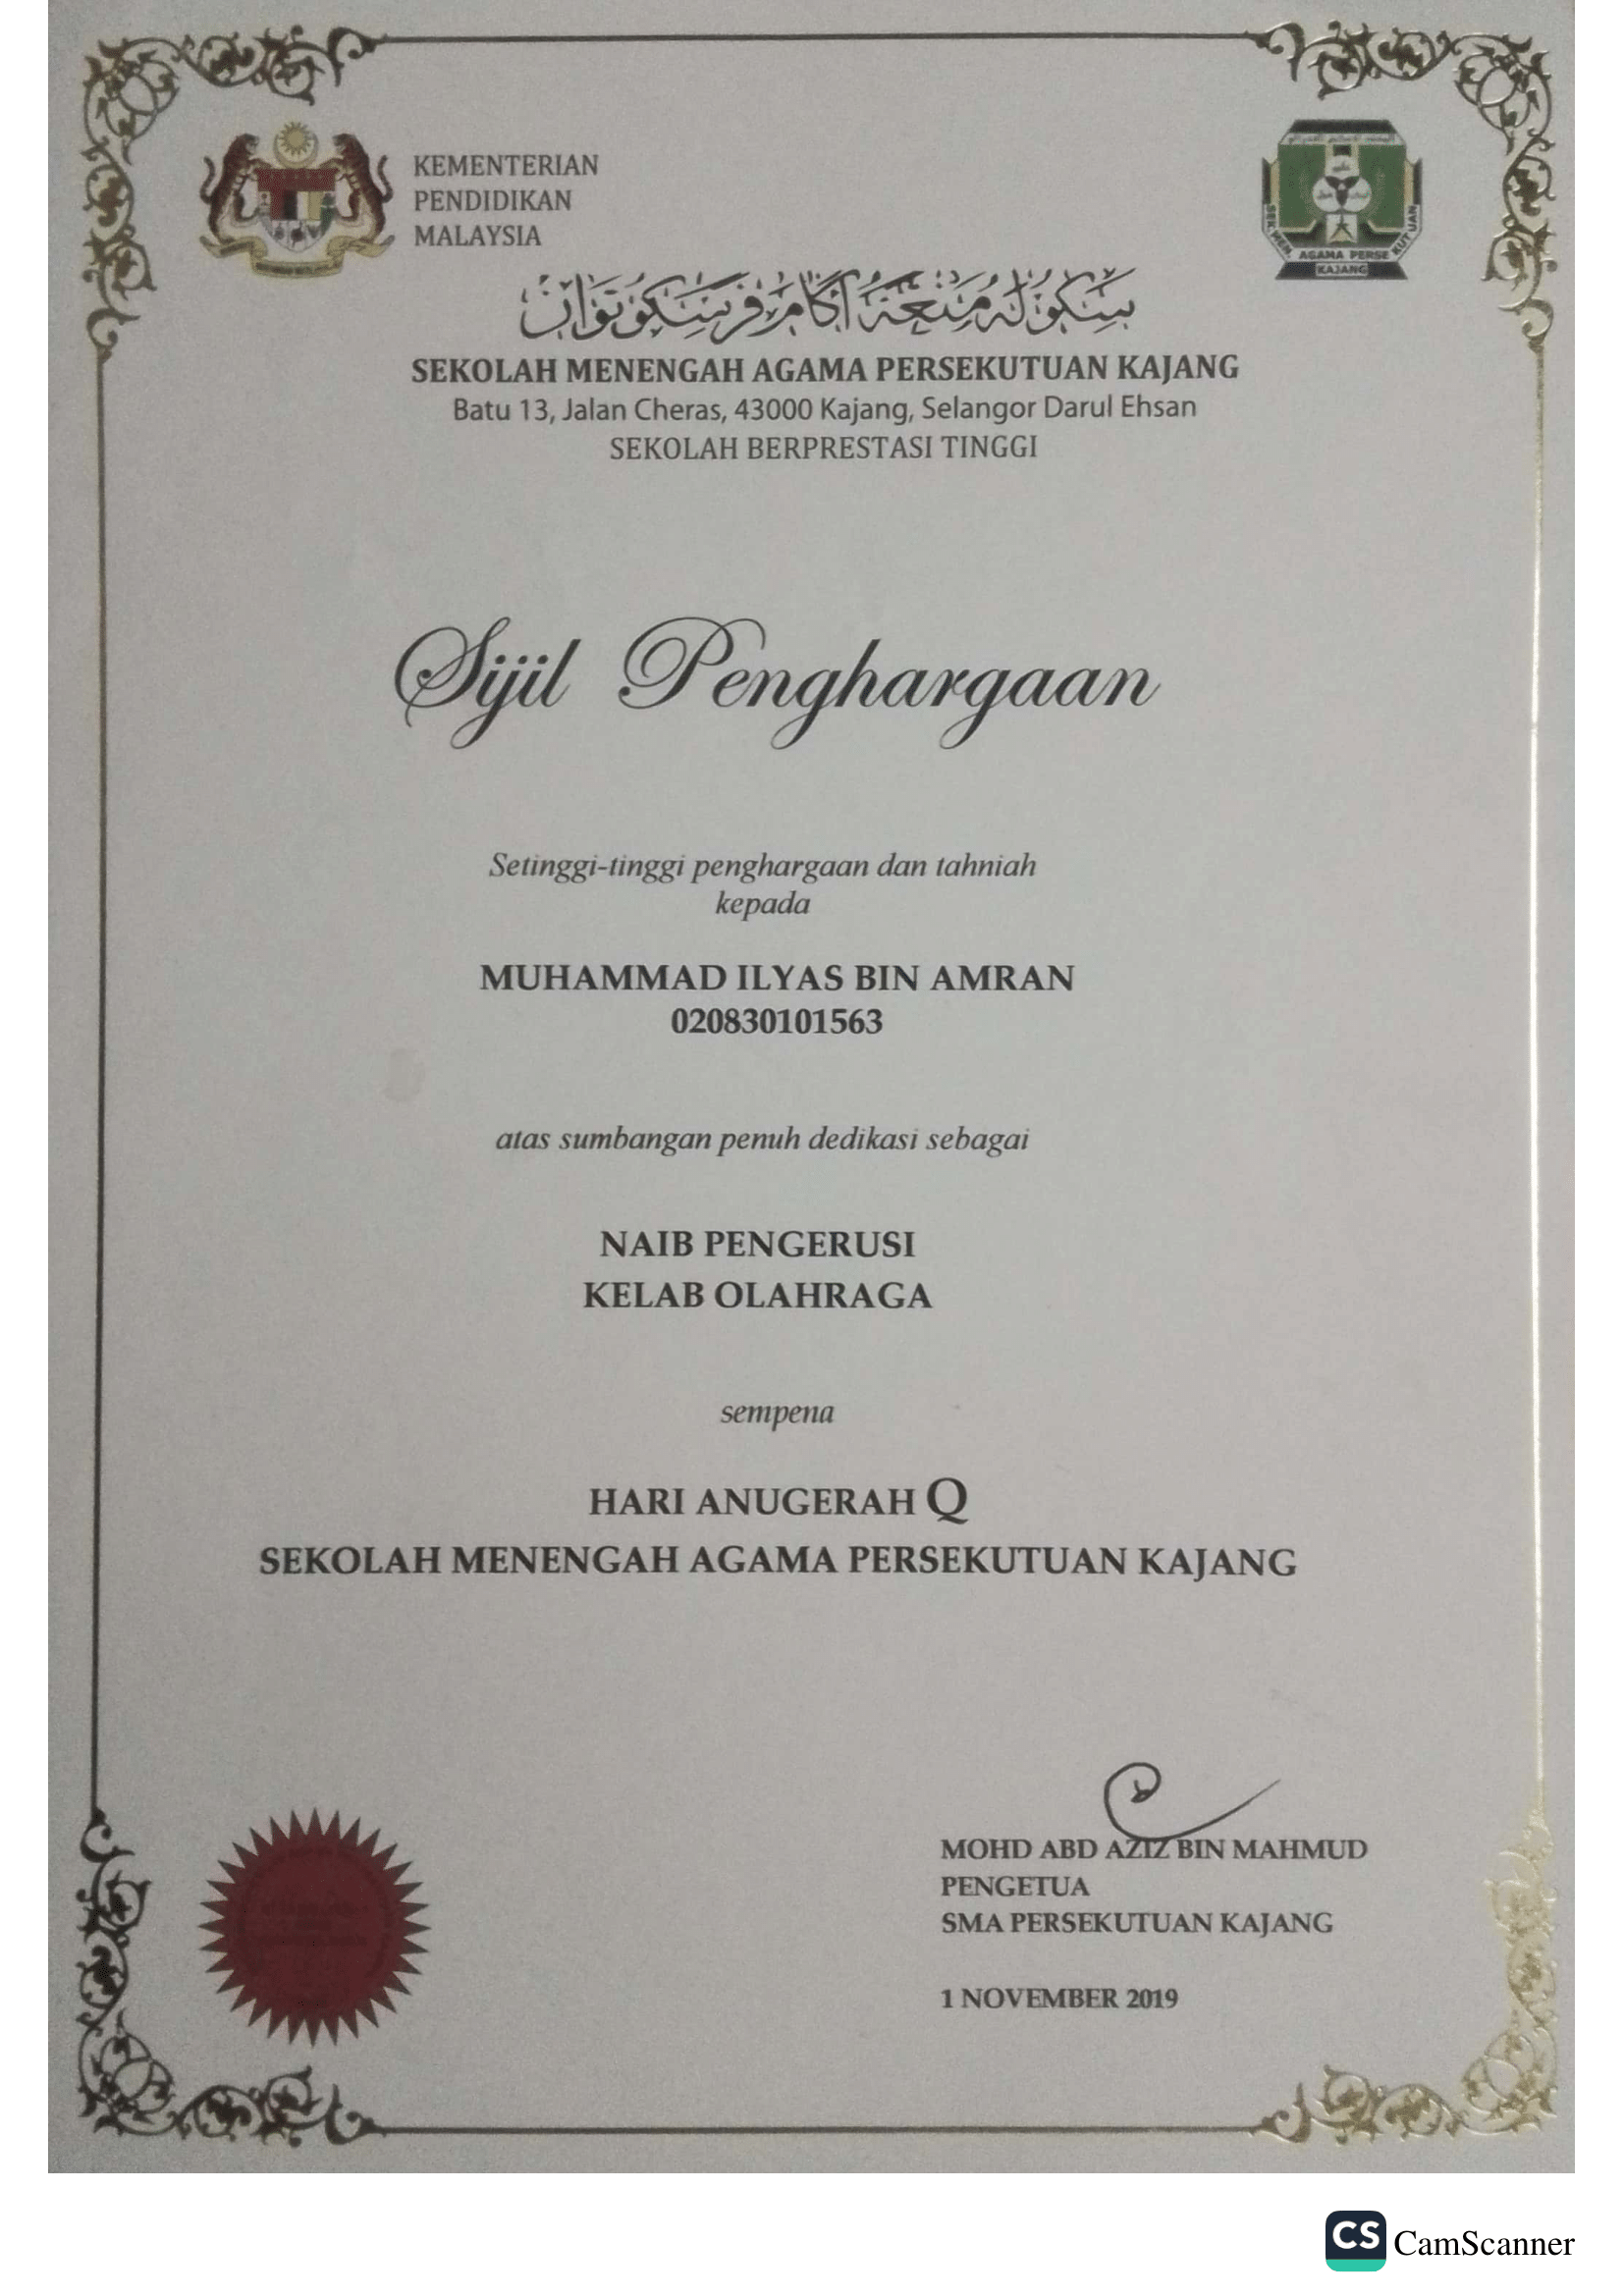 KEMENTERIAN
PENDIDIKAN
MALAYSIA
SEK. MEN. AGAMA PERSEKUTUAN
KAJANG
سكوله منڠه اڬام ڤرسكوتوان
SEKOLAH MENENGAH AGAMA PERSEKUTUAN KAJANG
Batu 13, Jalan Cheras, 43000 Kajang, Selangor Darul Ehsan
SEKOLAH BERPRESTASI TINGGI
Sijil Penghargaan
Setinggi-tinggi penghargaan dan tahniah
kepada
MUHAMMAD ILYAS BIN AMRAN
020830101563
atas sumbangan penuh dedikasi sebagai
NAIB PENGERUSI
KELAB OLAHRAGA
sempena
HARI ANUGERAH Q
SEKOLAH MENENGAH AGAMA PERSEKUTUAN KAJANG
MOHD ABD AZIZ BIN MAHMUD
PENGETUA
SMA PERSEKUTUAN KAJANG
1 NOVEMBER 2019
CS CamScanner